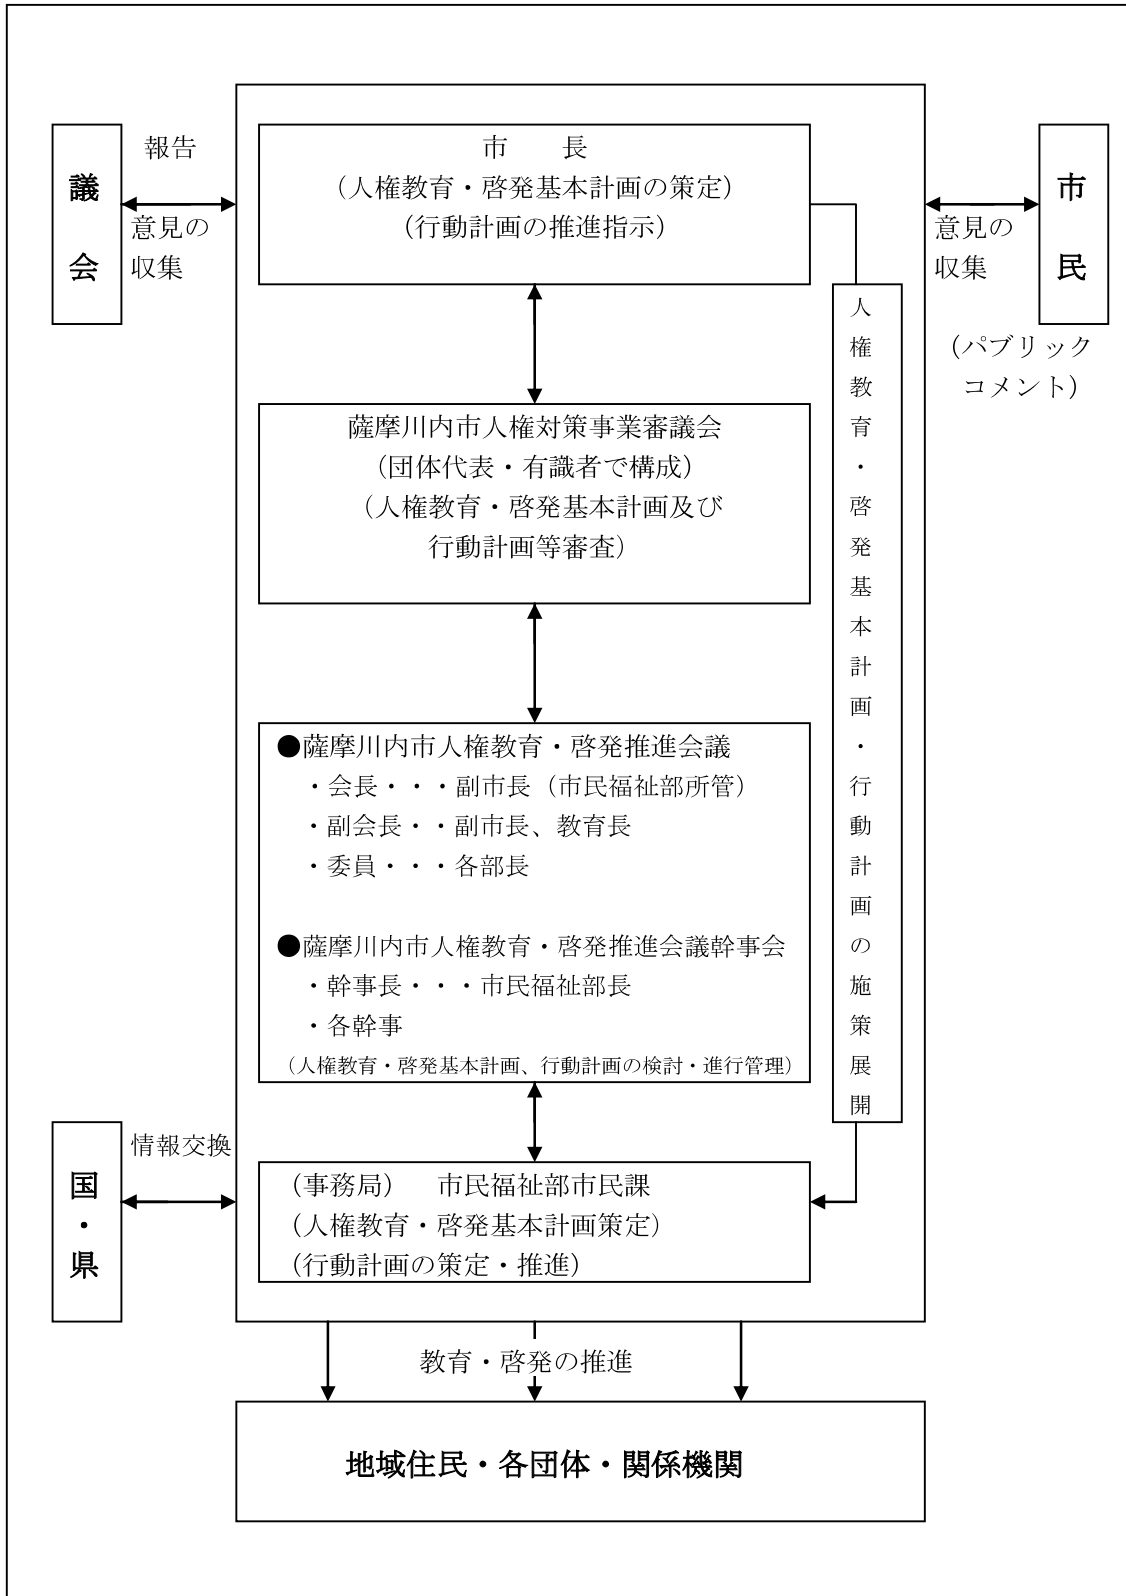 議会
報告
意見の
収集
市　　長
（人権教育・啓発基本計画の策定）
（行動計画の推進指示）
意見の
収集
市民
（パブリック
コメント）
人権教育・啓発基本計画・行動計画の施策展開
薩摩川内市人権対策事業審議会
（団体代表・有識者で構成）
（人権教育・啓発基本計画及び
行動計画等審査）
●薩摩川内市人権教育・啓発推進会議
・会長・・・副市長（市民福祉部所管）
・副会長・・副市長、教育長
・委員・・・各部長
●薩摩川内市人権教育・啓発推進会議幹事会
・幹事長・・・市民福祉部長
・各幹事
（人権教育・啓発基本計画、行動計画の検討・進行管理）
国・県
情報交換
（事務局）　市民福祉部市民課
（人権教育・啓発基本計画策定）
（行動計画の策定・推進）
教育・啓発の推進
地域住民・各団体・関係機関